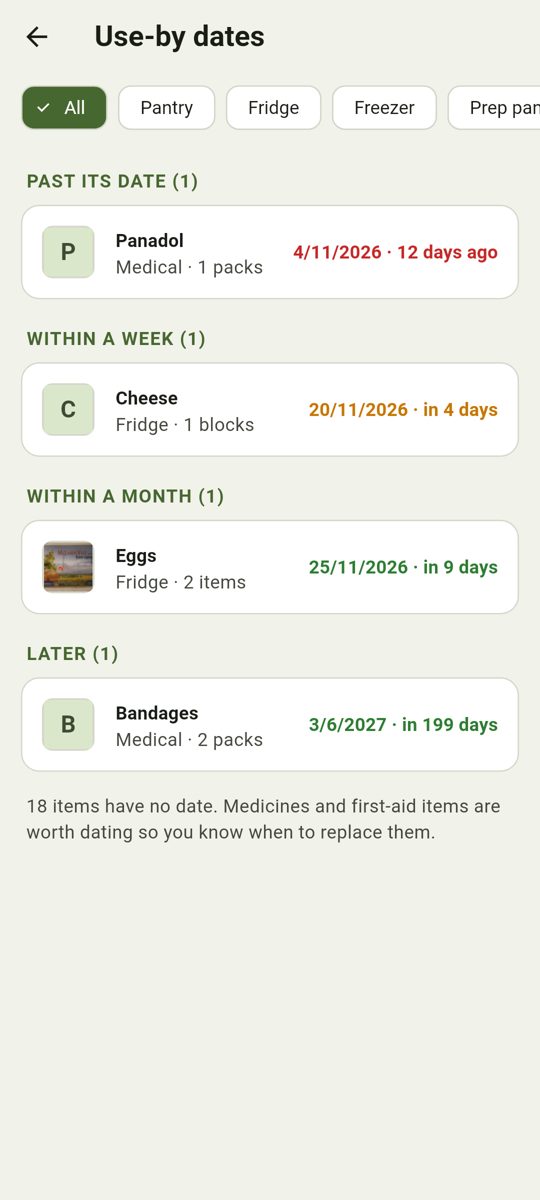 Use-by dates
All
Pantry
Fridge
Freezer
Prep pan
PAST ITS DATE (1)
P
Panadol
Medical · 1 packs
4/11/2026 · 12 days ago
WITHIN A WEEK (1)
C
Cheese
Fridge · 1 blocks
20/11/2026 · in 4 days
WITHIN A MONTH (1)
Eggs
Fridge · 2 items
25/11/2026 · in 9 days
LATER (1)
B
Bandages
Medical · 2 packs
3/6/2027 · in 199 days
18 items have no date. Medicines and first-aid items are
worth dating so you know when to replace them.